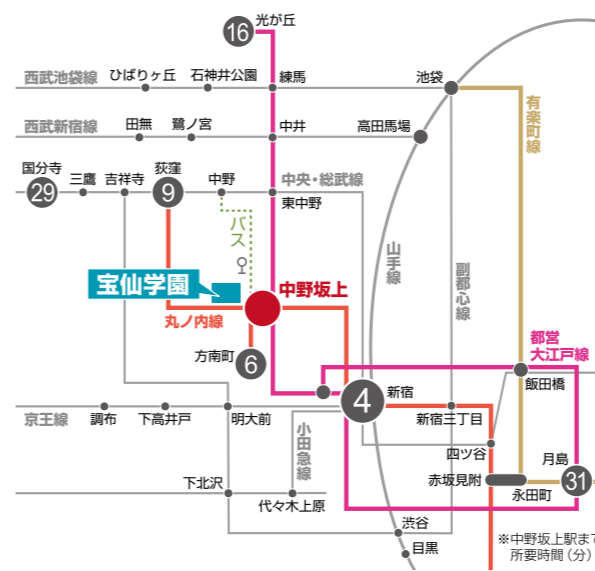 光が丘
16
西武池袋線
ひばりヶ丘
石神井公園
練馬
池袋
有楽町線
西武新宿線
田無
鷺ノ宮
中井
高田馬場
国分寺
29
三鷹
吉祥寺
荻窪
9
中野
中央・総武線
東中野
バス
山手線
副都心線
宝仙学園
中野坂上
丸ノ内線
方南町
6
都営
大江戸線
飯田橋
4
新宿
新宿三丁目
京王線
調布
下高井戸
明大前
小田急線
四ツ谷
月島
31
赤坂見附
永田町
下北沢
代々木上原
渋谷
目黒
※中野坂上駅まで
所要時間(分)